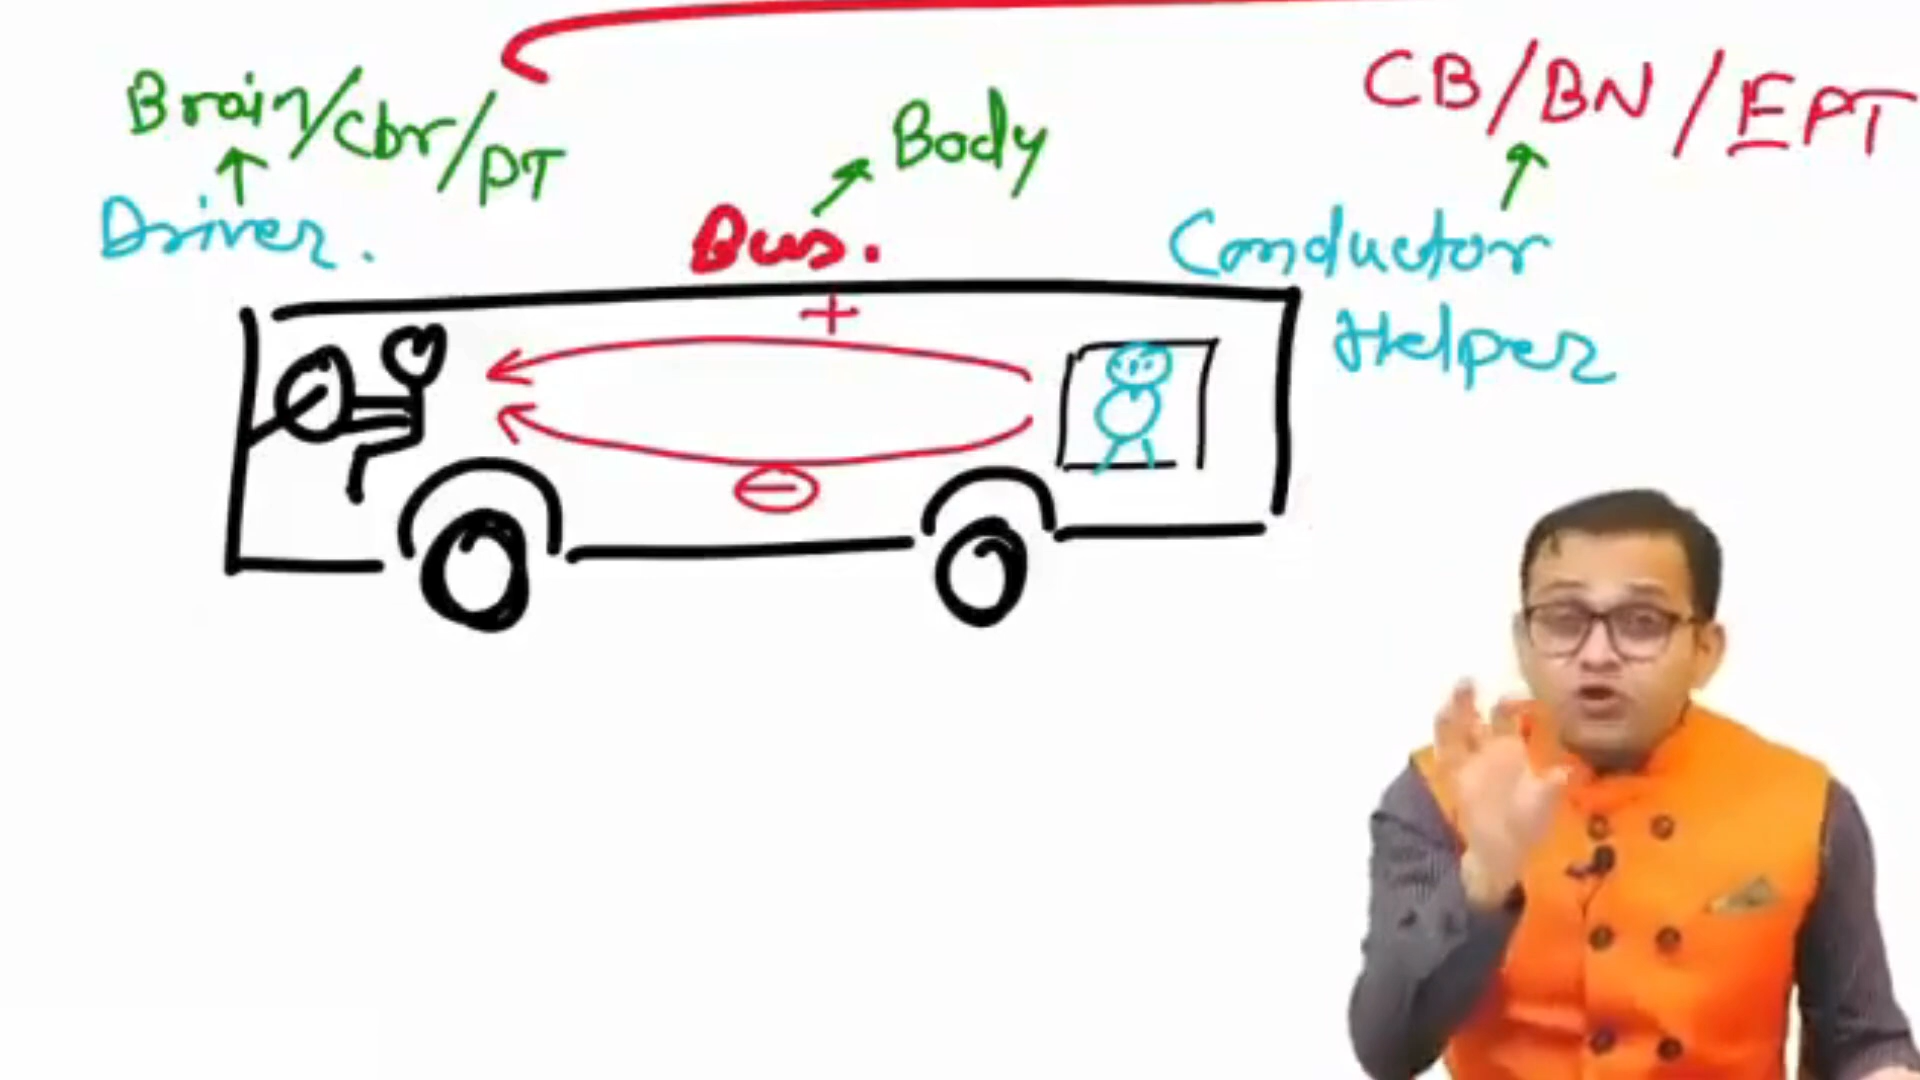 Brain/Cbr/PT
Body
CB/BN/EPT
Driver.
Bus.
Conductor
Helper
+
−